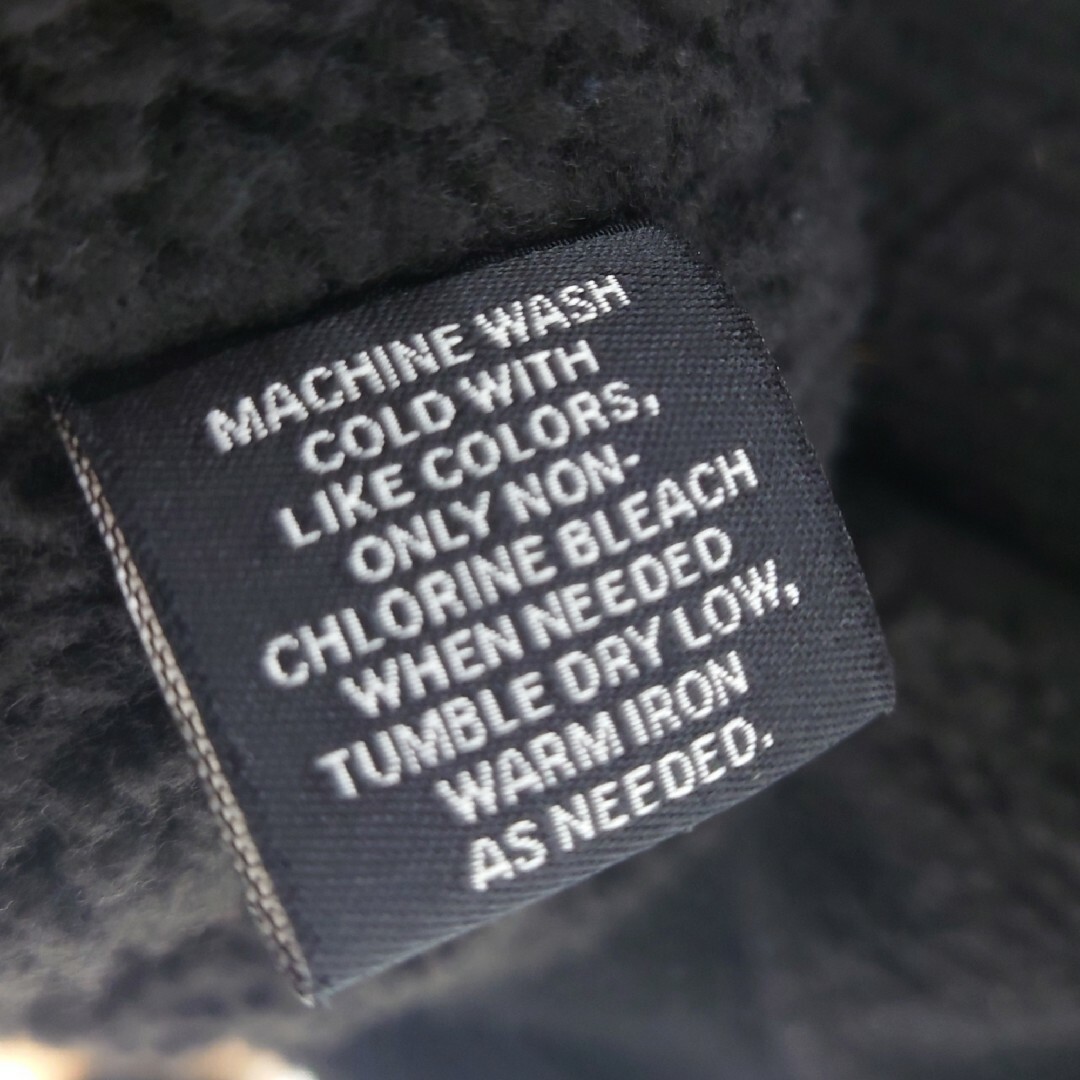 MACHINE WASH
COLD WITH
LIKE COLORS,
ONLY NON-
CHLORINE BLEACH
WHEN NEEDED
TUMBLE DRY LOW,
WARM IRON
AS NEEDED.